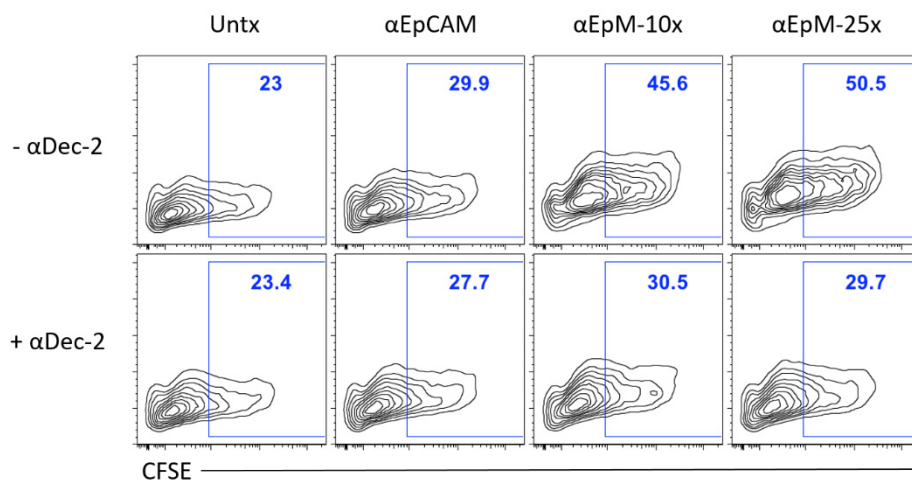 Untx αEpCAM αEpM-10x αEpM-25x
- αDec-2 23 29.9 45.6 50.5
+ αDec-2 23.4 27.7 30.5 29.7
CFSE